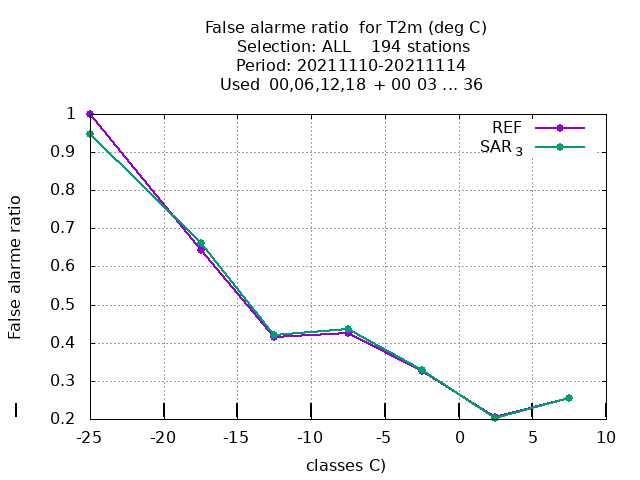 False alarme ratio  for T2m (deg C)
Selection: ALL    194 stations
Period: 20211110-20211114
Used  00,06,12,18  + 00 03 ... 36
REF
SAR 3
1
0.9
0.8
0.7
0.6
0.5
0.4
0.3
0.2
-25 -20 -15 -10 -5 0 5 10
False alarme ratio
classes C)